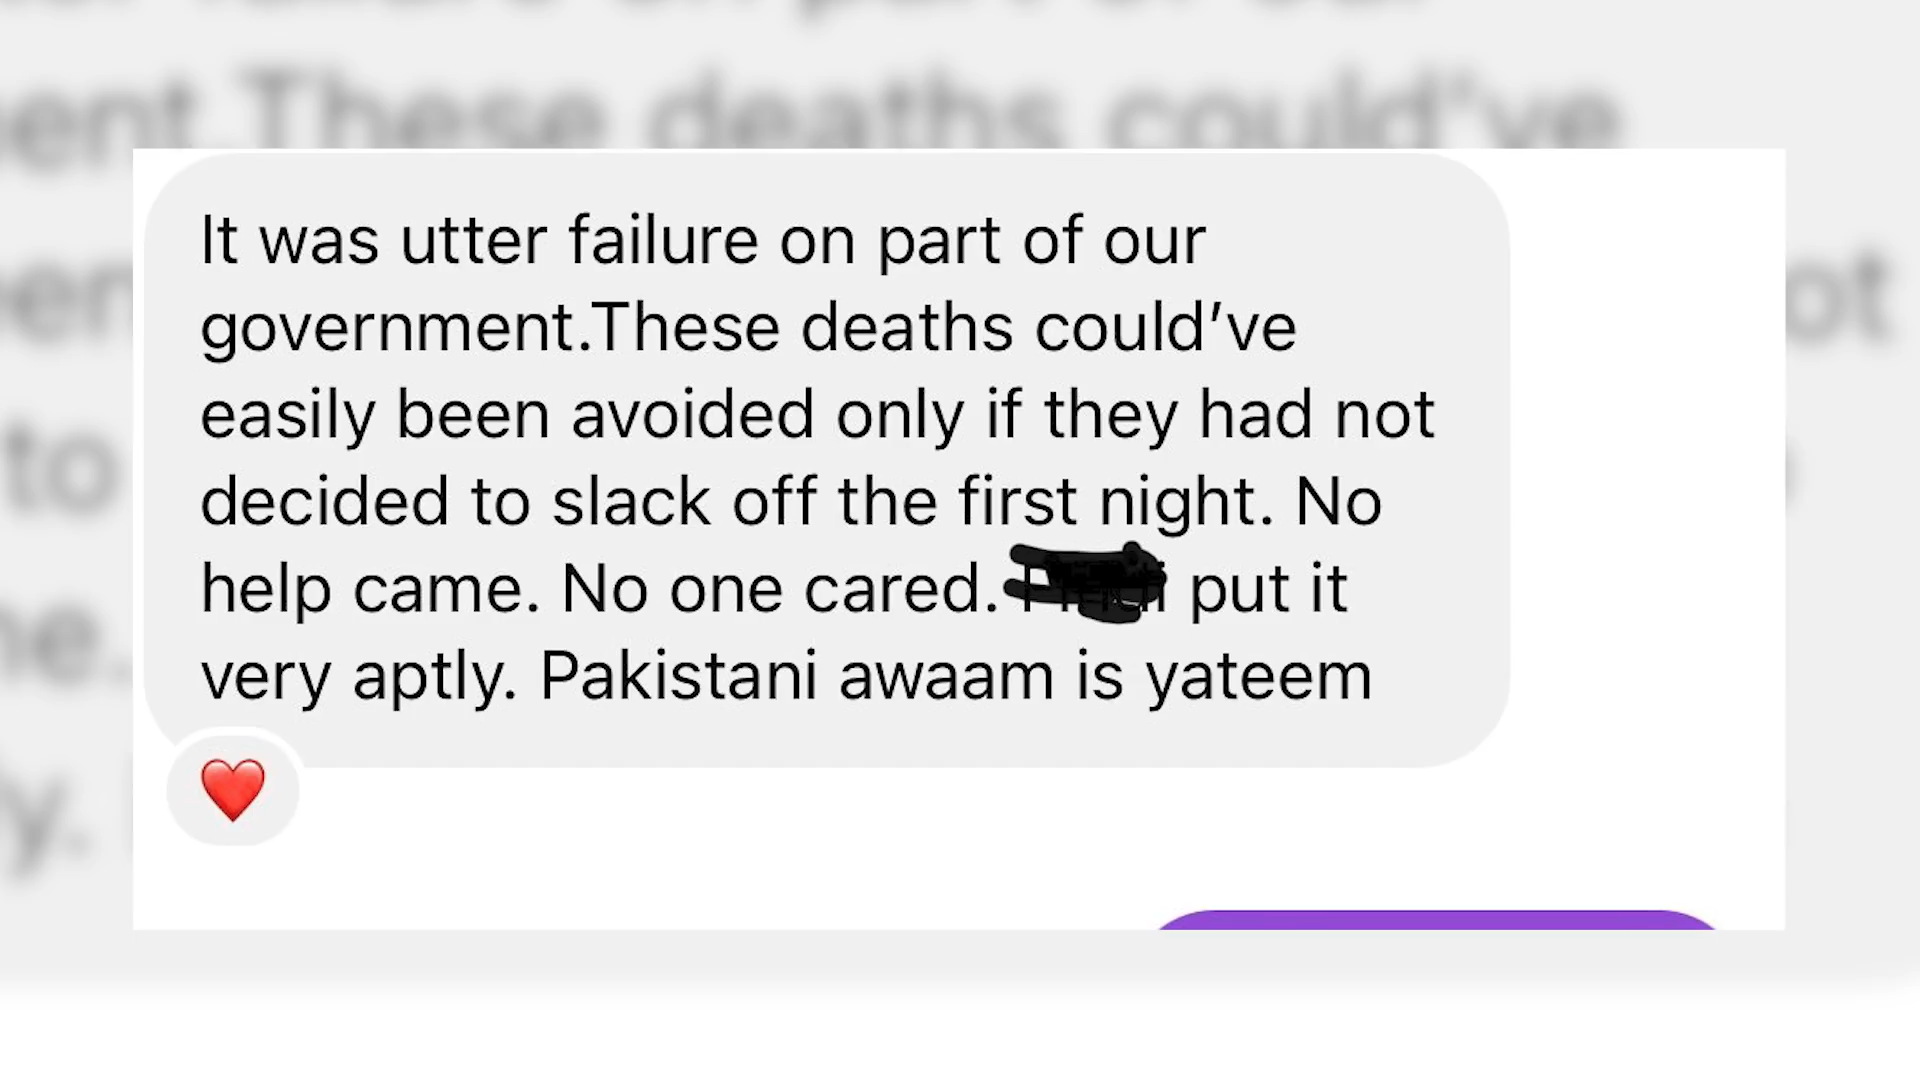 It was utter failure on part of our
government.These deaths could’ve
easily been avoided only if they had not
decided to slack off the first night. No
help came. No one cared. put it
very aptly. Pakistani awaam is yateem